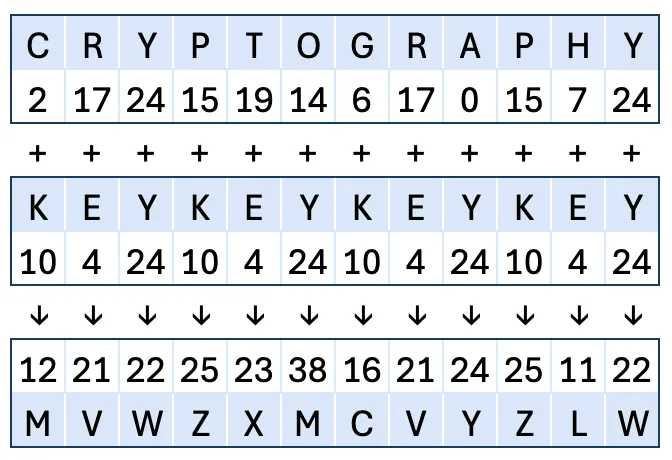 C R Y P T O G R A P H Y
2 17 24 15 19 14 6 17 0 15 7 24
+ + + + + + + + + + + +
K E Y K E Y K E Y K E Y
10 4 24 10 4 24 10 4 24 10 4 24
↓ ↓ ↓ ↓ ↓ ↓ ↓ ↓ ↓ ↓ ↓ ↓
12 21 22 25 23 38 16 21 24 25 11 22
M V W Z X M C V Y Z L W